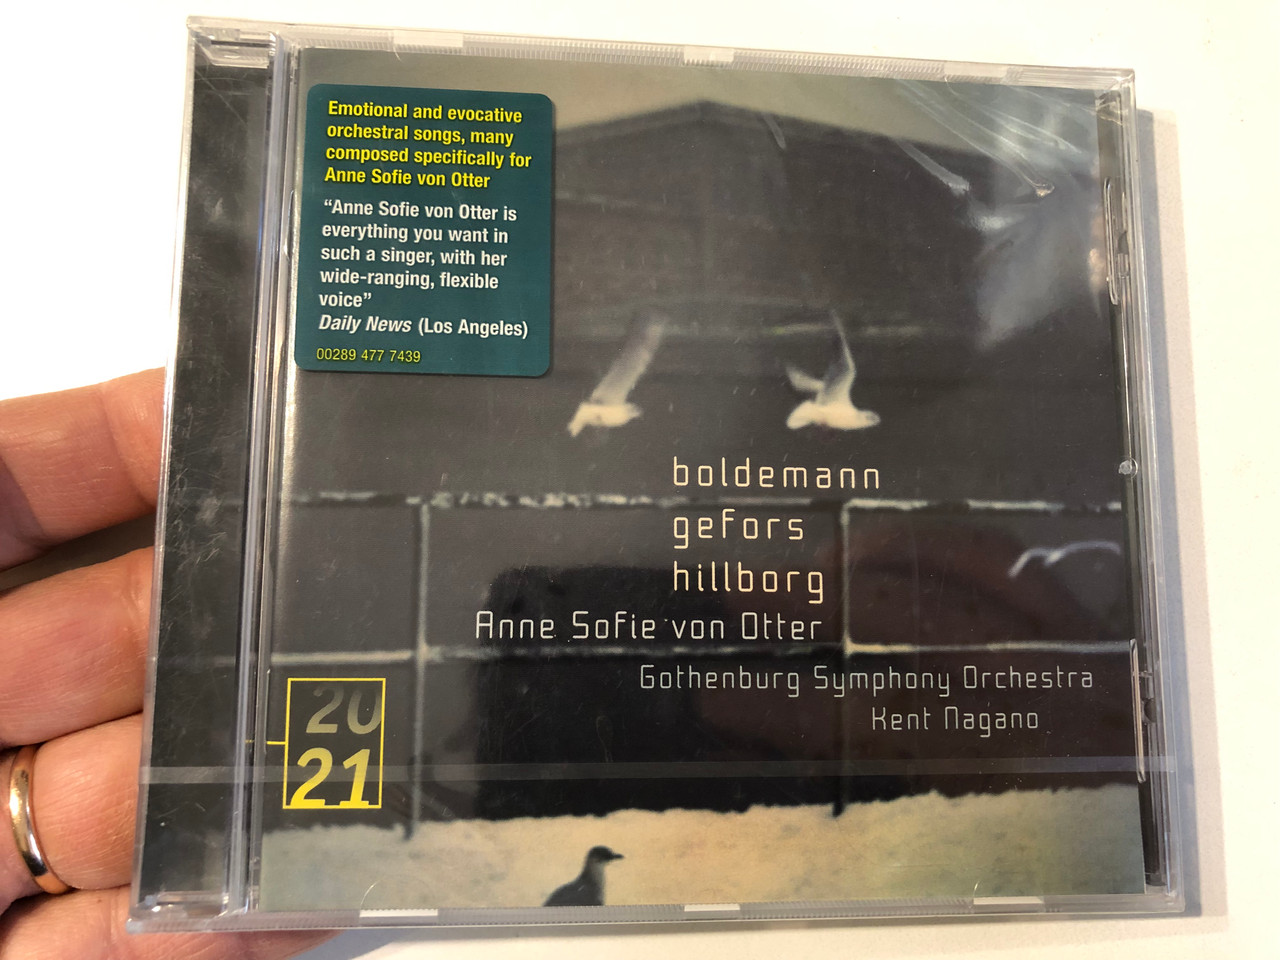 Emotional and evocative
orchestral songs, many
composed specifically for
Anne Sofie von Otter
“Anne Sofie von Otter is
everything you want in
such a singer, with her
wide-ranging, flexible
voice”
Daily News (Los Angeles)
00289 477 7439
boldemann
gefors
hillborg
Anne Sofie von Otter
Gothenburg Symphony Orchestra
Kent Nagano
20
21